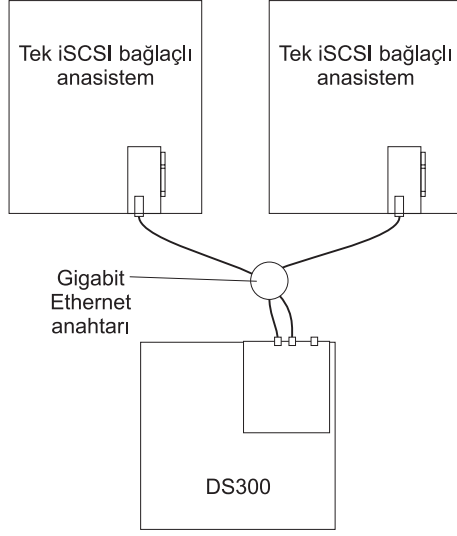 Tek iSCSI bağlaçlı
anasistem
Tek iSCSI bağlaçlı
anasistem
Gigabit
Ethernet
anahtarı
DS300